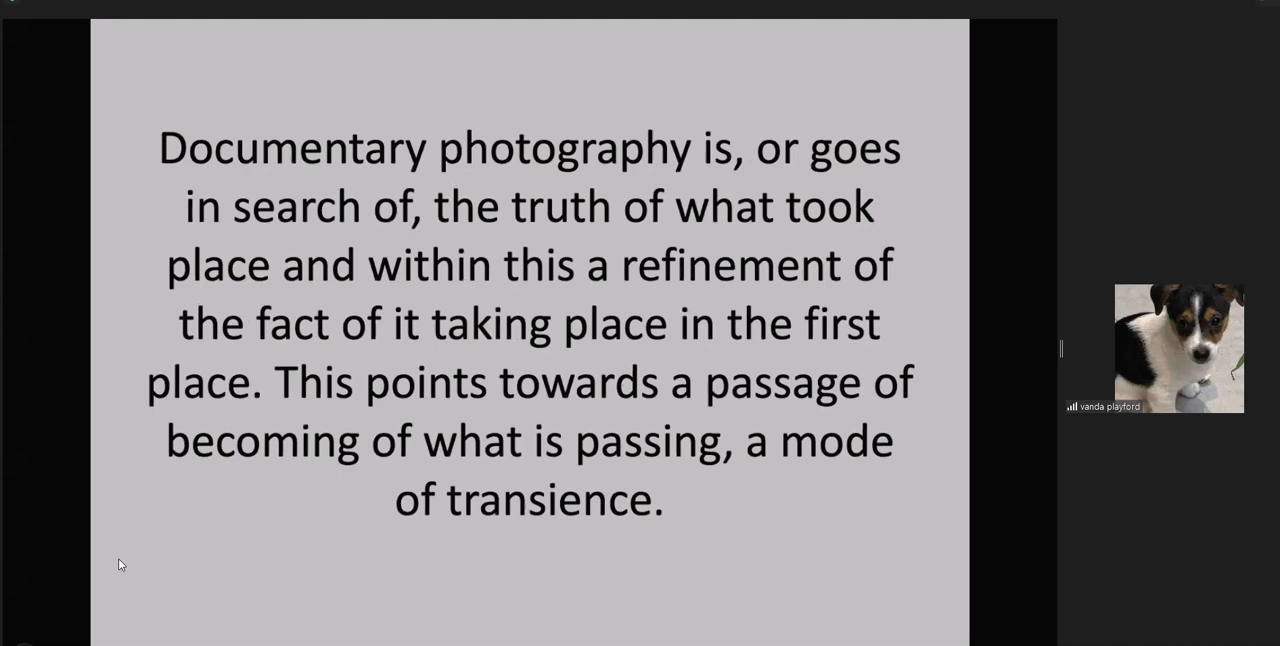 Documentary photography is, or goes
in search of, the truth of what took
place and within this a refinement of
the fact of it taking place in the first
place. This points towards a passage of
becoming of what is passing, a mode
of transience.
vanda playford